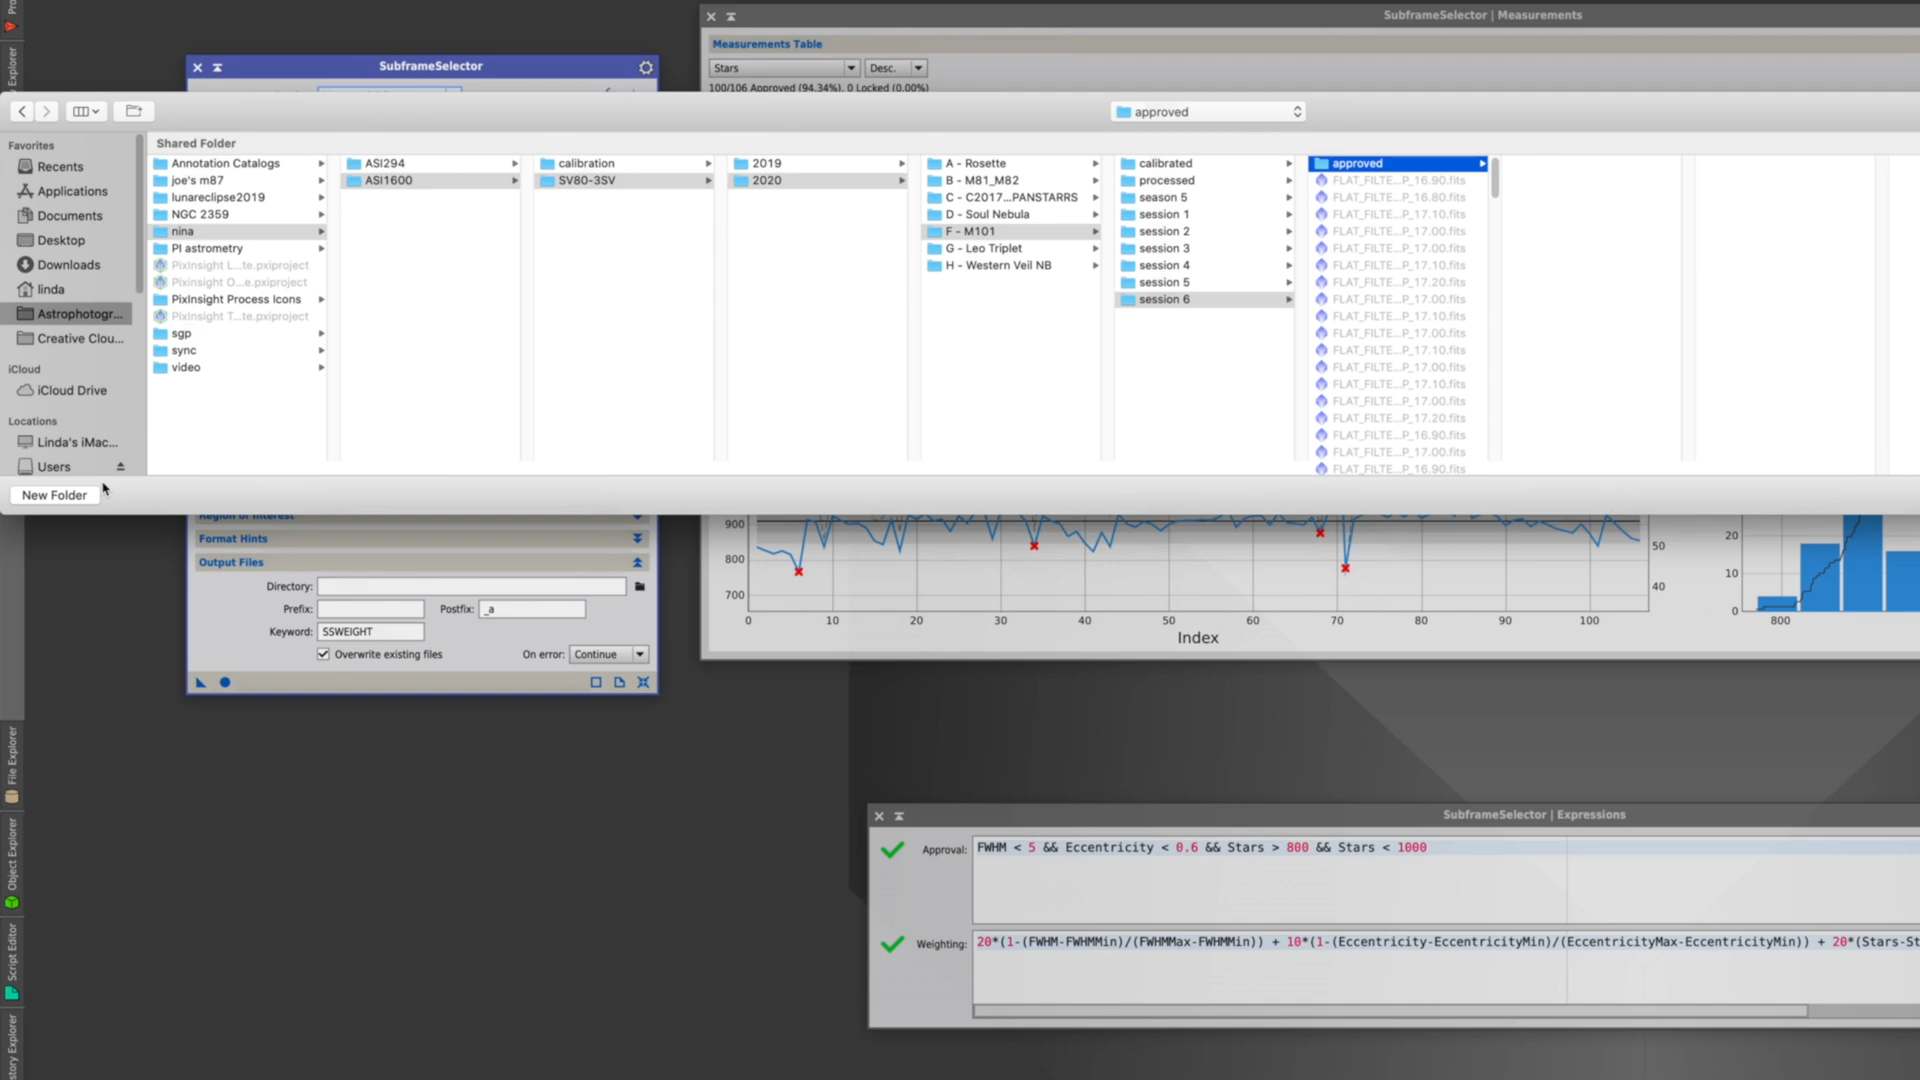 SubframeSelector | Measurements
Measurements Table
Stars
Desc.
100/106 Approved (94.34%), 0 Locked (0.00%)
SubframeSelector
approved
Favorites
Recents
Applications
Documents
Desktop
Downloads
linda
Astrophotogr...
Creative Clou...
iCloud
iCloud Drive
Locations
Linda's iMac...
Users
Shared Folder
Annotation Catalogs
joe's m87
lunareclipse2019
NGC 2359
nina
PI astrometry
PixInsight L...te.pxiproject
PixInsight O...e.pxiproject
PixInsight Process Icons
PixInsight T...te.pxiproject
sgp
sync
video
ASI294
ASI1600
calibration
SV80-3SV
2019
2020
A - Rosette
B - M81_M82
C - C2017...PANSTARRS
D - Soul Nebula
F - M101
G - Leo Triplet
H - Western Veil NB
calibrated
processed
season 5
session 1
session 2
session 3
session 4
session 5
session 6
approved
FLAT_FILTE...P_16.90.fits
FLAT_FILTE...P_16.80.fits
FLAT_FILTE...P_17.10.fits
FLAT_FILTE...P_17.00.fits
FLAT_FILTE...P_17.00.fits
FLAT_FILTE...P_17.10.fits
FLAT_FILTE...P_17.20.fits
FLAT_FILTE...P_17.00.fits
FLAT_FILTE...P_17.10.fits
FLAT_FILTE...P_17.00.fits
FLAT_FILTE...P_17.10.fits
FLAT_FILTE...P_17.00.fits
FLAT_FILTE...P_17.10.fits
FLAT_FILTE...P_17.00.fits
FLAT_FILTE...P_17.20.fits
FLAT_FILTE...P_16.90.fits
FLAT_FILTE...P_17.00.fits
FLAT_FILTE...P_16.90.fits
New Folder
Region of Interest
Format Hints
Output Files
Directory:
Prefix:
Postfix: _a
Keyword: SSWEIGHT
Overwrite existing files
On error: Continue
900
800
700
0 10 20 30 40 50 60 70 80 90 100
Index
50
40
20
10
0
800
File Explorer
Object Explorer
Script Editor
SubframeSelector | Expressions
Approval: FWHM < 5 && Eccentricity < 0.6 && Stars > 800 && Stars < 1000
Weighting: 20*(1-(FWHM-FWHMMin)/(FWHMMax-FWHMMin)) + 10*(1-(Eccentricity-EccentricityMin)/(EccentricityMax-EccentricityMin)) + 20*(Stars-St